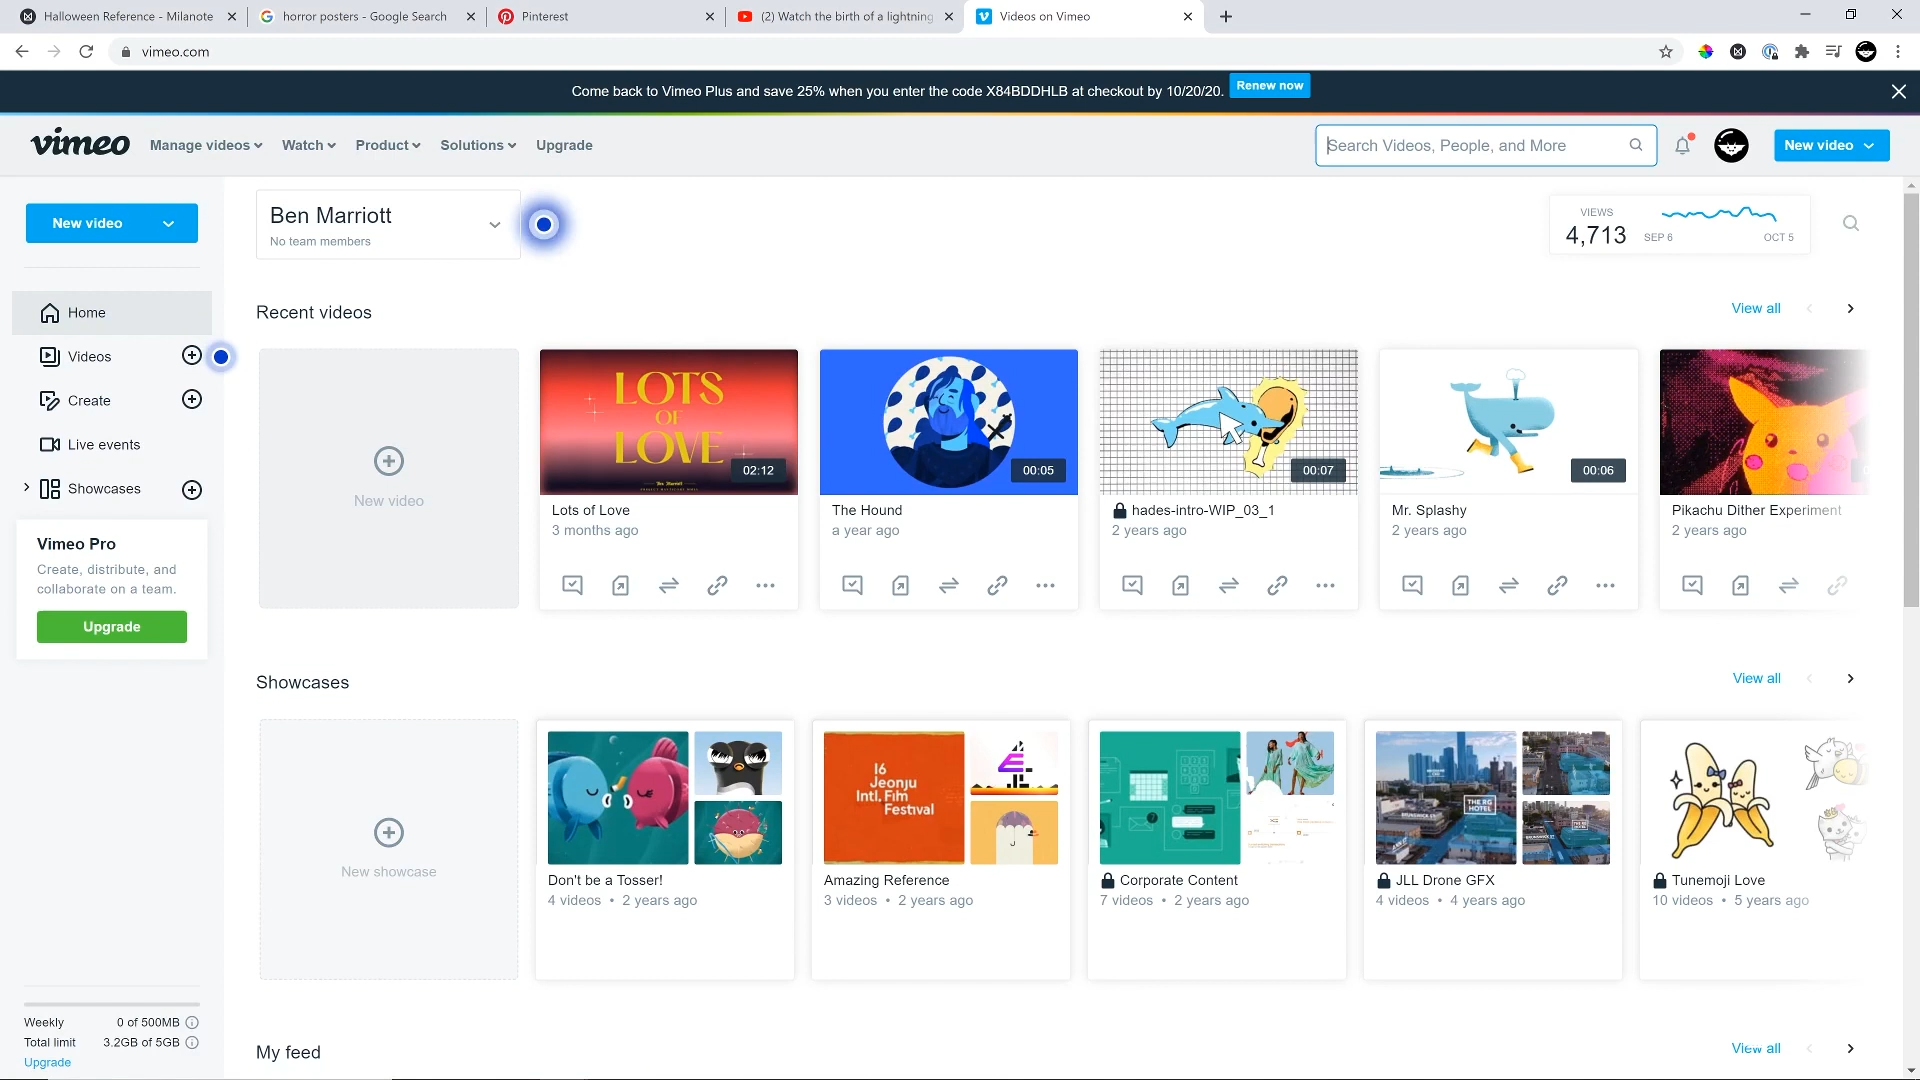 Halloween Reference - Milanote
horror posters - Google Search
Pinterest
(2) Watch the birth of a lightning
Videos on Vimeo
vimeo.com
Come back to Vimeo Plus and save 25% when you enter the code X84BDDHLB at checkout by 10/20/20. Renew now
vimeo Manage videos Watch Product Solutions Upgrade
Search Videos, People, and More
New video
New video
Ben Marriott
No team members
VIEWS
4,713
SEP 6
OCT 5
Home
Videos
Create
Live events
Showcases
Vimeo Pro
Create, distribute, and
collaborate on a team.
Upgrade
Recent videos
View all
New video
LOTS
OF
LOVE
02:12
Lots of Love
3 months ago
00:05
The Hound
a year ago
00:07
hades-intro-WIP_03_1
2 years ago
00:06
Mr. Splashy
2 years ago
Pikachu Dither Experiment
2 years ago
Showcases
View all
New showcase
Don't be a Tosser!
4 videos • 2 years ago
16
Jeonju
Intl. Film
Festival
Amazing Reference
3 videos • 2 years ago
Corporate Content
7 videos • 2 years ago
THE RG
HOTEL
JLL Drone GFX
4 videos • 4 years ago
Tunemoji Love
10 videos • 5 years ago
Weekly 0 of 500MB
Total limit 3.2GB of 5GB
Upgrade
My feed
View all